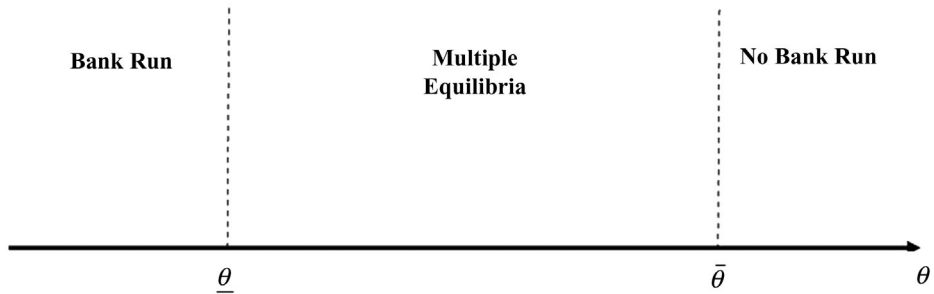 Bank Run
Multiple
Equilibria
No Bank Run
θ̲
θ̄
θ